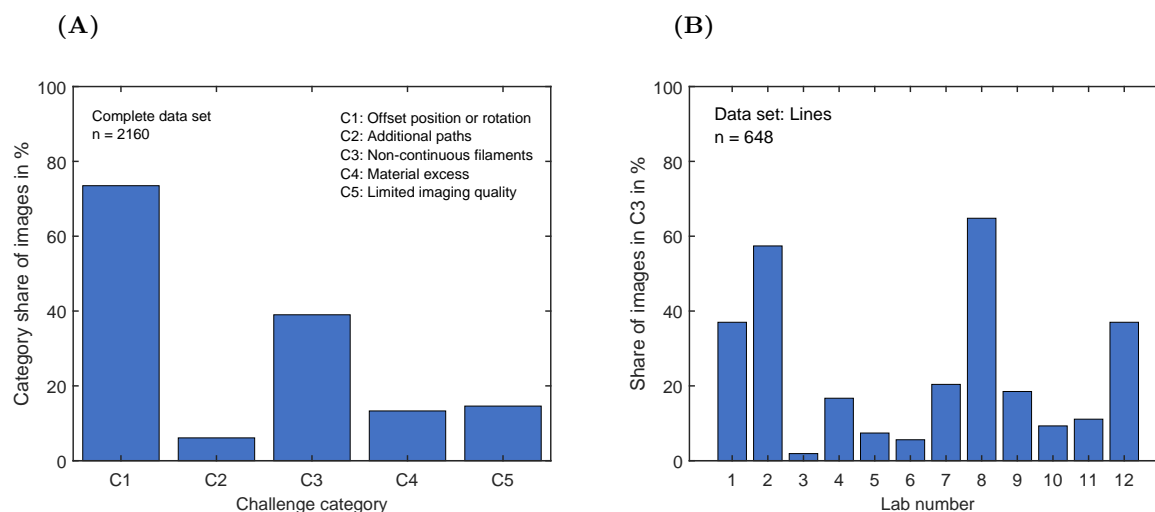 (A)
100
80
60
40
20
0
Category share of images in %
Complete data set
n = 2160
C1: Offset position or rotation
C2: Additional paths
C3: Non-continuous filaments
C4: Material excess
C5: Limited imaging quality
C1 C2 C3 C4 C5
Challenge category
(B)
100
80
60
40
20
0
Share of images in C3 in %
Data set: Lines
n = 648
1 2 3 4 5 6 7 8 9 10 11 12
Lab number